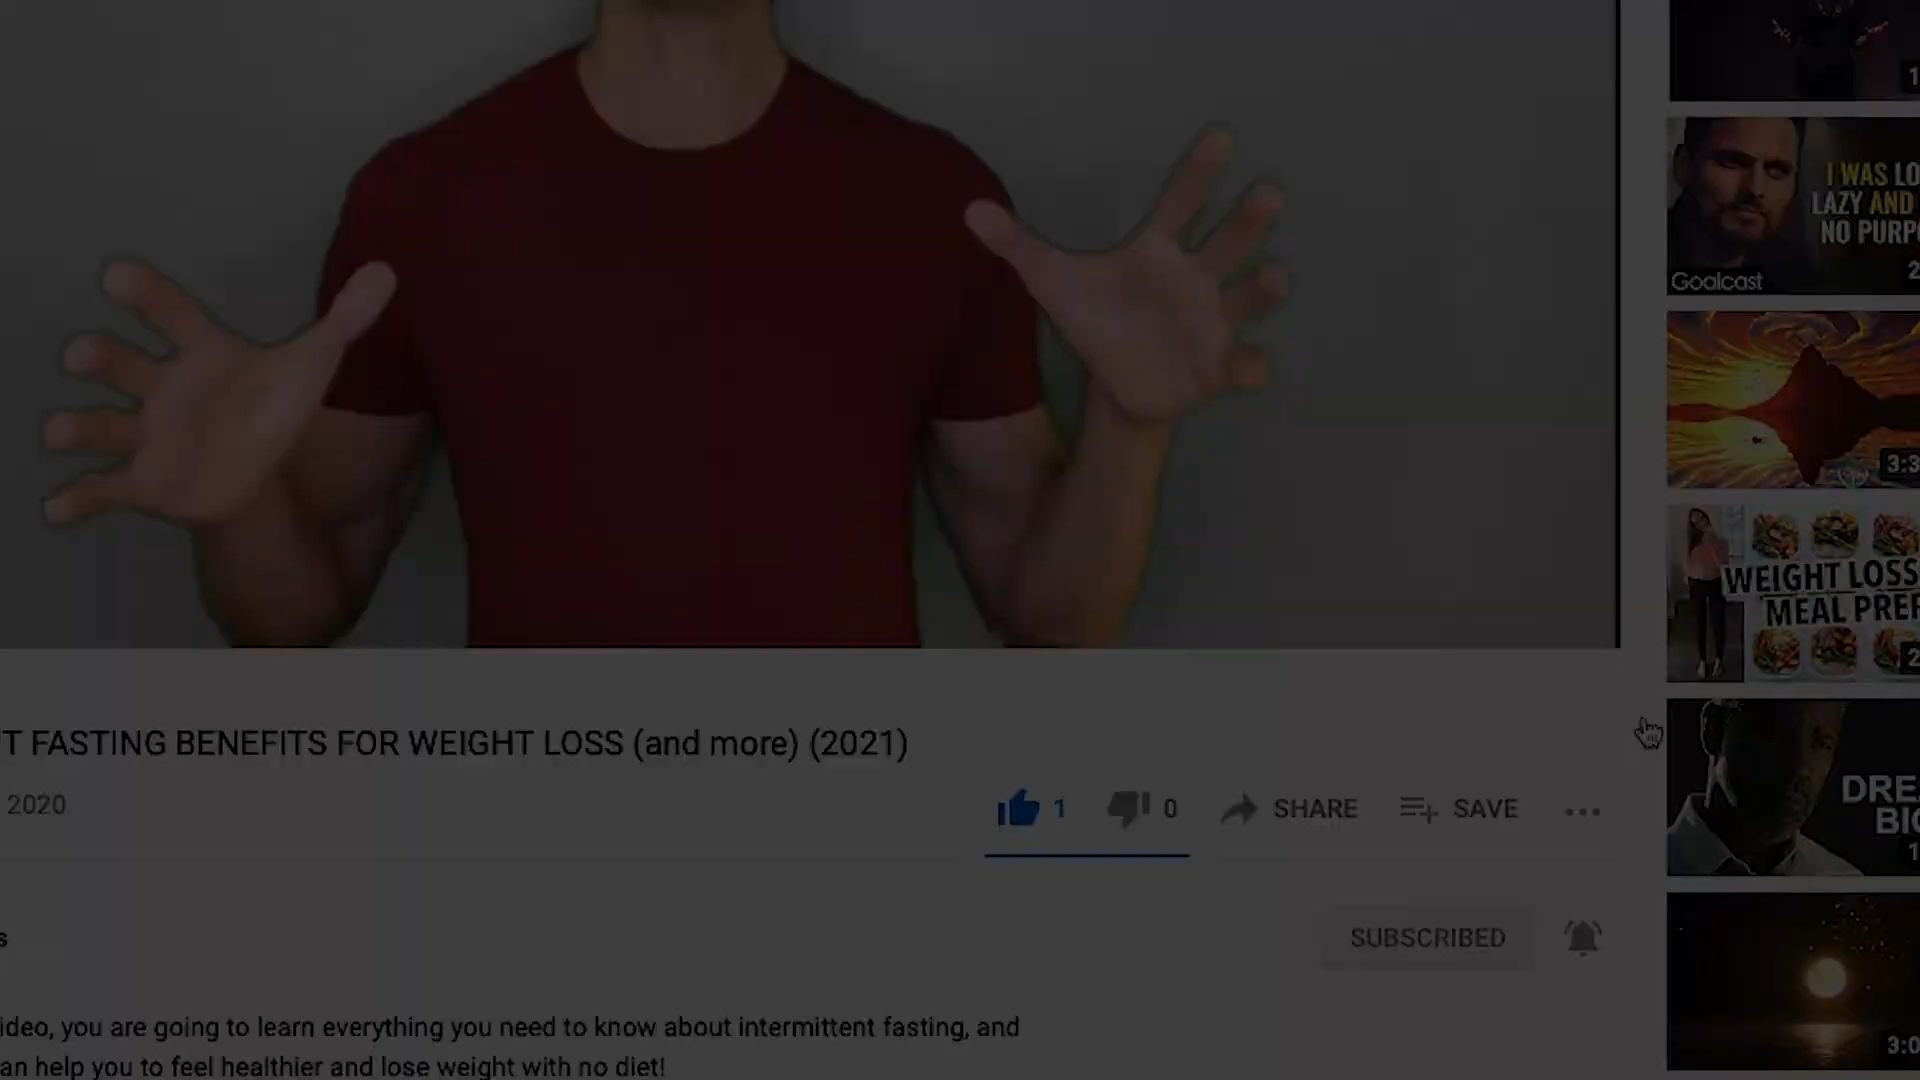 T FASTING BENEFITS FOR WEIGHT LOSS (and more) (2021)
2020
1
0
SHARE
SAVE
s
SUBSCRIBED
ideo, you are going to learn everything you need to know about intermittent fasting, and
an help you to feel healthier and lose weight with no diet!
1
I WAS LO
LAZY AND
NO PURP
2
Goalcast
3:3
WEIGHT LOSS
MEAL PREP
2
DRE
BIG
1
3:0